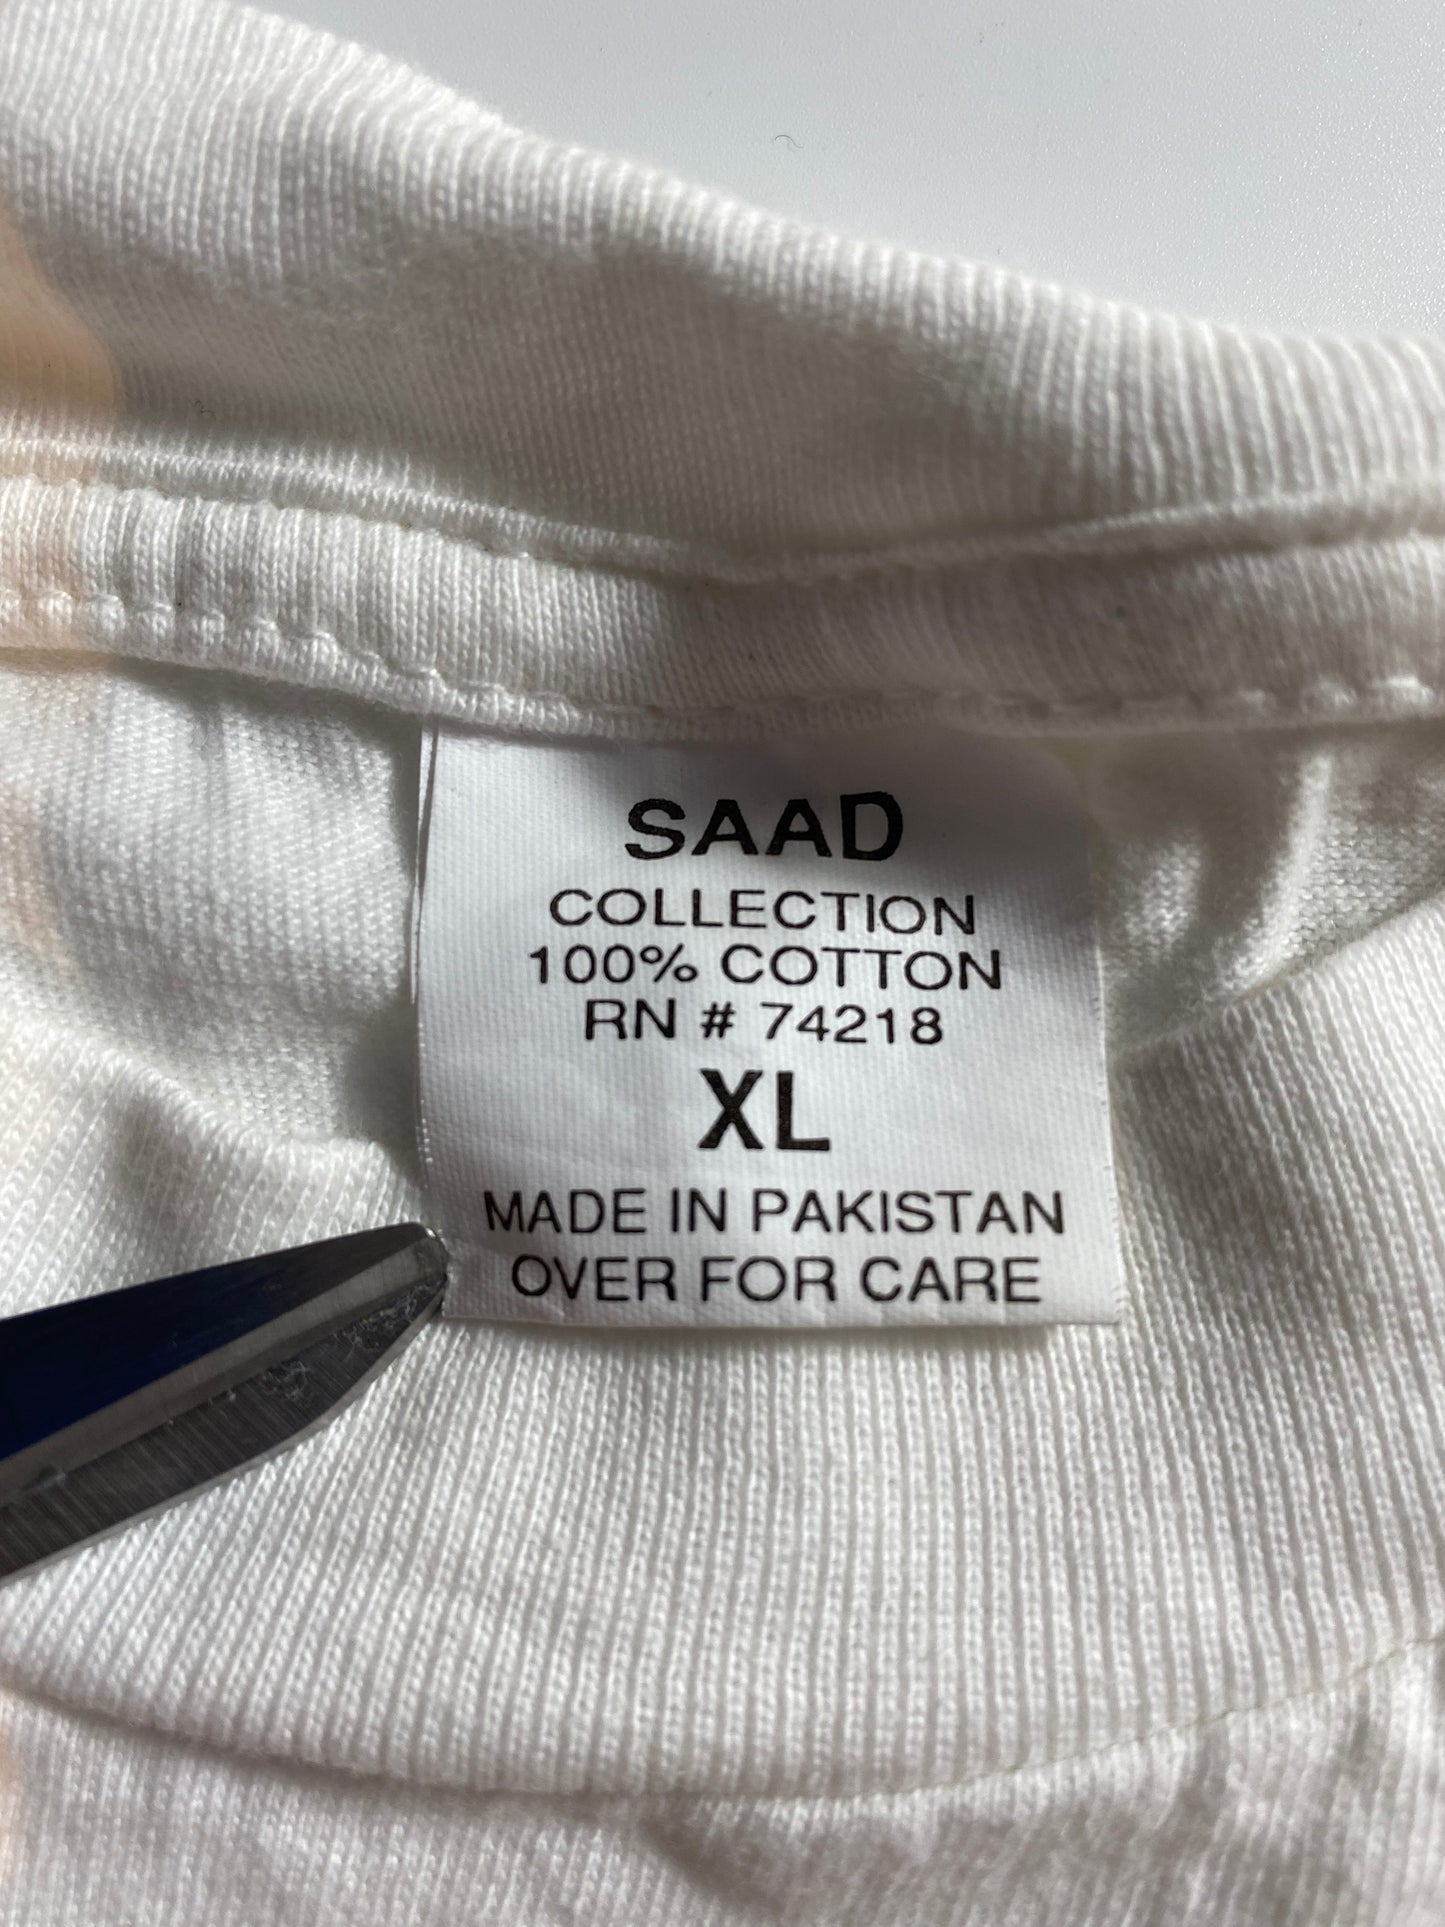 SAAD
COLLECTION
100% COTTON
RN # 74218
XL
MADE IN PAKISTAN
OVER FOR CARE